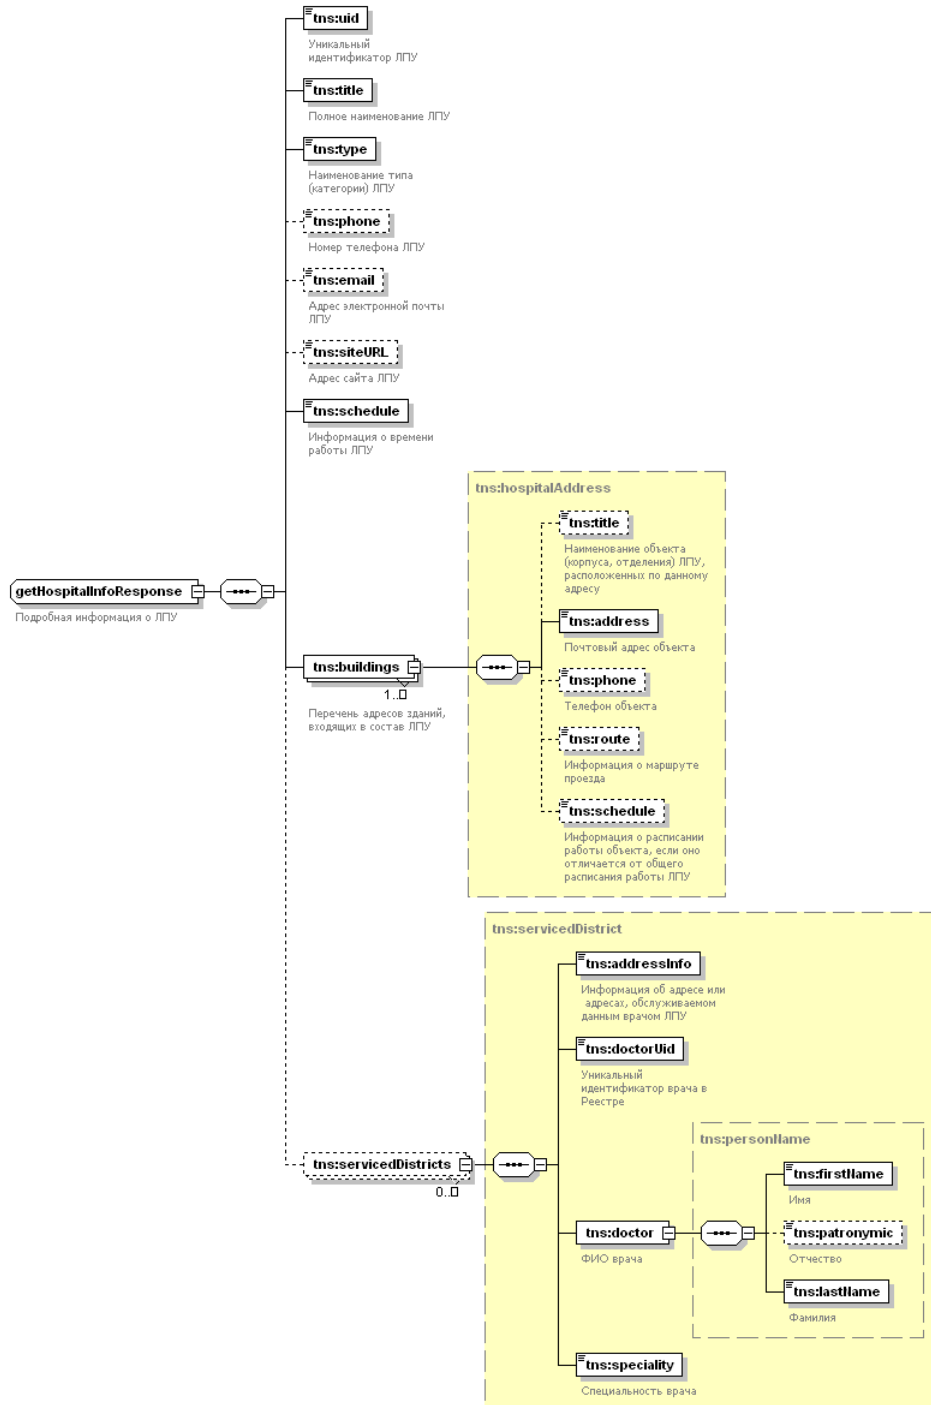 tns:uid
Уникальный
идентификатор ЛПУ
tns:title
Полное наименование ЛПУ
tns:type
Наименование типа
(категории) ЛПУ
tns:phone
Номер телефона ЛПУ
tns:email
Адрес электронной почты
ЛПУ
tns:siteURL
Адрес сайта ЛПУ
tns:schedule
Информация о времени
работы ЛПУ
getHospitalInfoResponse
Подробная информация о ЛПУ
tns:buildings
1..
Перечень адресов зданий,
входящих в состав ЛПУ
tns:hospitalAddress
tns:title
Наименование объекта
(корпуса, отделения) ЛПУ,
расположенных по данному
адресу
tns:address
Почтовый адрес объекта
tns:phone
Телефон объекта
tns:route
Информация о маршруте
проезда
tns:schedule
Информация о расписании
работы объекта, если оно
отличается от общего
расписания работы ЛПУ
tns:servicedDistricts
0..
tns:servicedDistrict
tns:addressInfo
Информация об адресе или
адресах, обслуживаемом
данным врачом ЛПУ
tns:doctorUid
Уникальный
идентификатор врача в
Реестре
tns:doctor
ФИО врача
tns:personName
tns:firstName
Имя
tns:patronymic
Отчество
tns:lastName
Фамилия
tns:speciality
Специальность врача